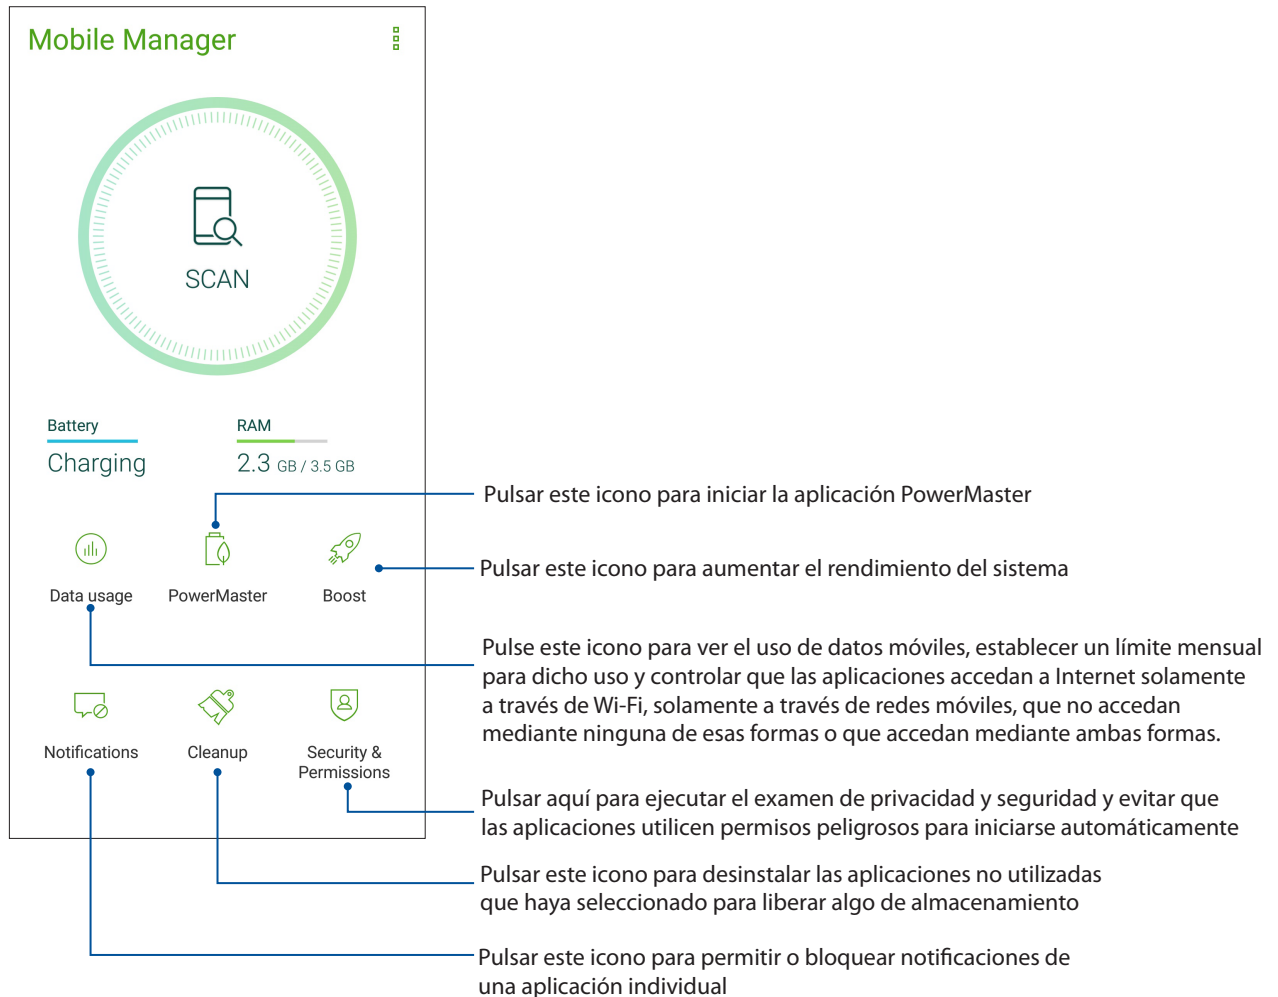 Mobile Manager
SCAN
Battery
RAM
Charging
2.3 GB / 3.5 GB
Pulsar este icono para iniciar la aplicación PowerMaster
Pulsar este icono para aumentar el rendimiento del sistema
Data usage
PowerMaster
Boost
Pulse este icono para ver el uso de datos móviles, establecer un límite mensual
para dicho uso y controlar que las aplicaciones accedan a Internet solamente
a través de Wi-Fi, solamente a través de redes móviles, que no accedan
mediante ninguna de esas formas o que accedan mediante ambas formas.
Notifications
Cleanup
Security &
Permissions
Pulsar aquí para ejecutar el examen de privacidad y seguridad y evitar que
las aplicaciones utilicen permisos peligrosos para iniciarse automáticamente
Pulsar este icono para desinstalar las aplicaciones no utilizadas
que haya seleccionado para liberar algo de almacenamiento
Pulsar este icono para permitir o bloquear notificaciones de
una aplicación individual